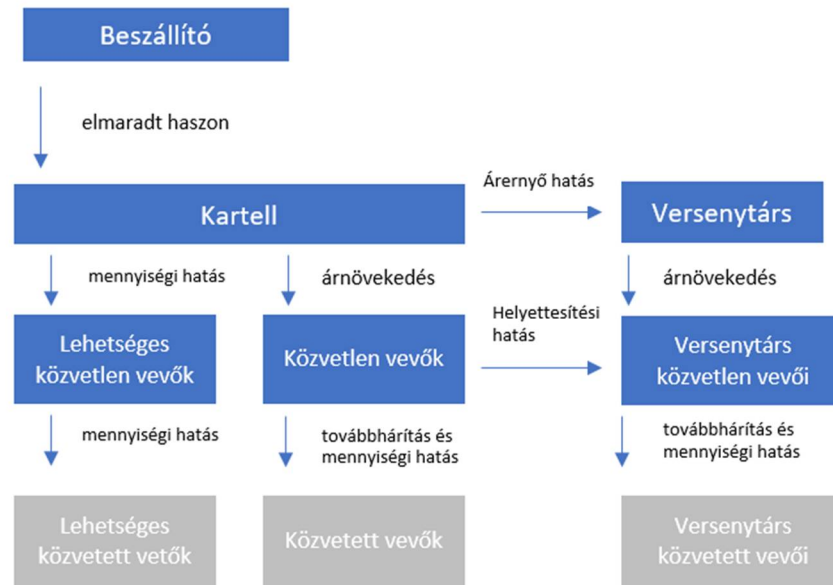 Beszállító
elmaradt haszon
Kartell
Árernyő hatás
Versenytárs
mennyiségi hatás
árnövekedés
árnövekedés
Lehetséges
közvetlen vevők
Közvetlen vevők
Helyettesítési
hatás
Versenytárs
közvetlen vevői
mennyiségi hatás
továbbhárítás és
mennyiségi hatás
továbbhárítás és
mennyiségi hatás
Lehetséges
közvetett vetők
Közvetett vevők
Versenytárs
közvetett vevői